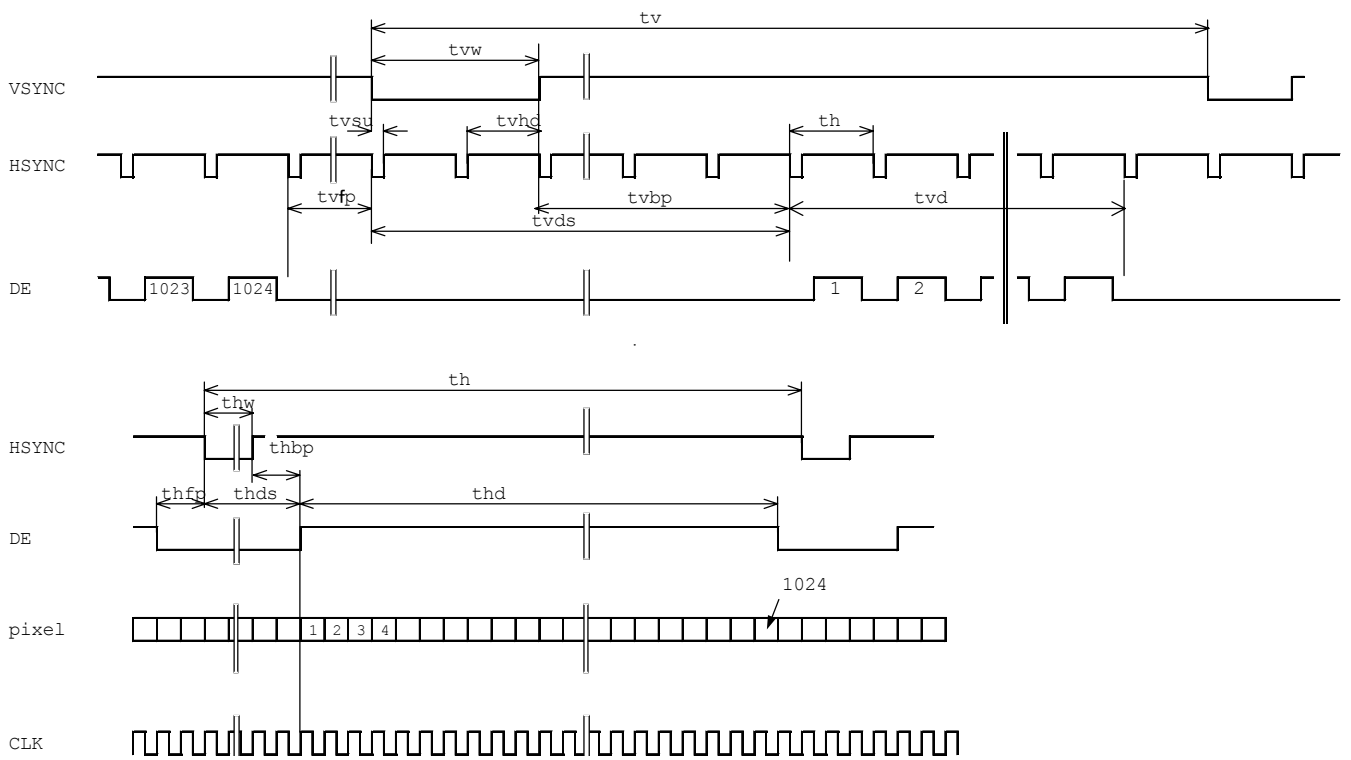 tv
tvw
VSYNC
tvsu tvhd th
HSYNC
tvfp tvbp tvd
tvds
DE 1023 1024 1 2
th
thw
HSYNC thbp
thfp thds thd
DE
1024
pixel 1 2 3 4
CLK